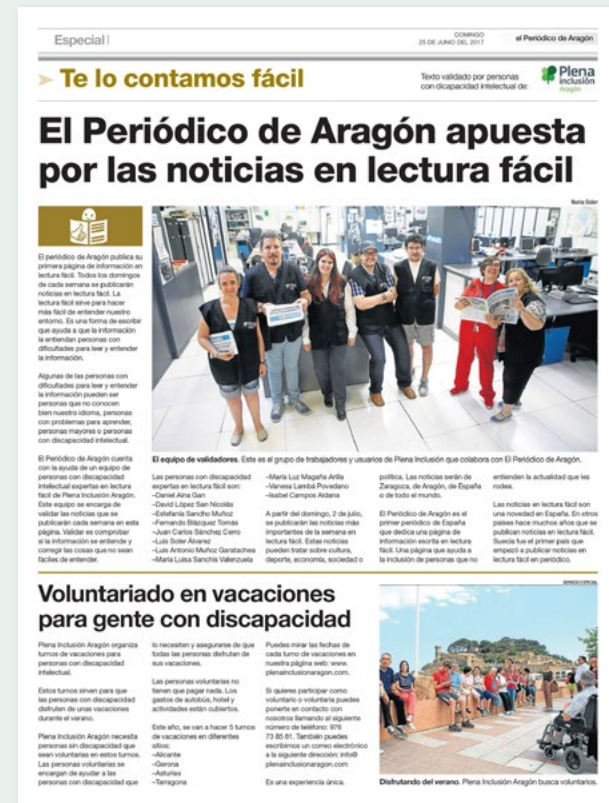 Especial
DOMINGO
25 DE JUNIO DEL 2017
el Periódico de Aragón
Te lo contamos fácil
Texto validado por personas
con discapacidad intelectual de:
Plena
inclusión
Aragón
El Periódico de Aragón apuesta
por las noticias en lectura fácil
Nuria Soler
El periódico de Aragón publica su
primera página de información en
lectura fácil. Todos los domingos
de cada semana se publicarán
noticias en lectura fácil. La
lectura fácil sirve para hacer
más fácil de entender nuestro
entorno. Es una forma de escribir
que ayuda a que la información
la entiendan personas con
dificultades para leer y entender
la información.
Algunas de las personas con
dificultades para leer y entender
la información pueden ser
personas que no conocen
bien nuestro idioma, personas
con problemas para aprender,
personas mayores o personas
con discapacidad intelectual.
El Periódico de Aragón cuenta
con la ayuda de un equipo de
personas con discapacidad
intelectual expertas en lectura
fácil de Plena Inclusión Aragón.
Este equipo se encarga de
validar las noticias que se
publicarán cada semana en esta
página. Validar es comprobar
si la información se entiende y
corregir las cosas que no sean
fáciles de entender.
El equipo de validadores. Este es el grupo de trabajadores y usuarios de Plena Inclusión que colabora con El Periódico de Aragón.
Las personas con discapacidad
expertas en lectura fácil son:
-Daniel Aina Gan
-David López San Nicolás
-Estefanía Sancho Muñoz
-Fernando Blázquez Tomás
-Juan Carlos Sánchez Cerro
-Luis Soler Álvarez
-Luis Antonio Muñoz Garatachea
-María Luisa Sanchís Valenzuela
-María Luz Magaña Arilla
-Vanesa Lambá Povedano
-Isabel Campos Aldana
A partir del domingo, 2 de julio,
se publicarán las noticias más
importantes de la semana en
lectura fácil. Estas noticias
pueden tratar sobre cultura,
deporte, economía, sociedad o
política. Las noticias serán de
Zaragoza, de Aragón, de España
o de todo el mundo.
El Periódico de Aragón es el
primer periódico de España
que dedica una página de
información escrita en lectura
fácil. Una página que ayuda a
la inclusión de personas que no
entienden la actualidad que les
rodea.
Las noticias en lectura fácil son
una novedad en España. En otros
países hace muchos años que se
publican noticias en lectura fácil.
Suecia fue el primer país que
empezó a publicar noticias en
lectura fácil en periódico.
SERVICIO ESPECIAL
Voluntariado en vacaciones
para gente con discapacidad
Plena Inclusión Aragón organiza
turnos de vacaciones para
personas con discapacidad
intelectual.
Estos turnos sirven para que
las personas con discapacidad
disfruten de unas vacaciones
durante el verano.
Plena Inclusión Aragón necesita
personas sin discapacidad que
sean voluntarias en estos turnos.
Las personas voluntarias se
encargan de ayudar a las
personas con discapacidad que
lo necesiten y asegurarse de que
todas las personas disfrutan de
sus vacaciones.
Las personas voluntarias no
tienen que pagar nada. Los
gastos de autobús, hotel y
actividades están cubiertos.
Este año, se van a hacer 5 turnos
de vacaciones en diferentes
sitios:
-Alicante
-Gerona
-Asturias
-Tarragona
Puedes mirar las fechas de
cada turno de vacaciones en
nuestra página web: www.
plenainclusionaragon.com.
Si quieres participar como
voluntario o voluntaria puedes
ponerte en contacto con
nosotros llamando al siguiente
número de teléfono: 976
73 85 81. También puedes
escribirnos un correo electrónico
a la siguiente dirección: info@
plenainclusionaragon.com
Es una experiencia única.
Disfrutando del verano. Plena Inclusión Aragón busca voluntarios.